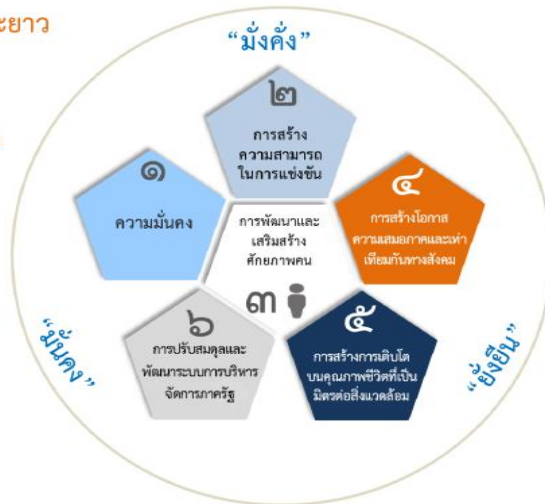 ะยาว
“มั่งคั่ง”
๒
การสร้าง
ความสามารถ
ในการแข่งขัน
๑
ความมั่นคง
การพัฒนาและ
เสริมสร้าง
ศักยภาพคน
๓
๔
การสร้างโอกาส
ความเสมอภาคและเท่า
เทียมกันทางสังคม
๖
การปรับสมดุลและ
พัฒนาระบบการบริหาร
จัดการภาครัฐ
๕
การสร้างการเติบโต
บนคุณภาพชีวิตที่เป็น
มิตรต่อสิ่งแวดล้อม
“มั่นคง”
“ยั่งยืน”